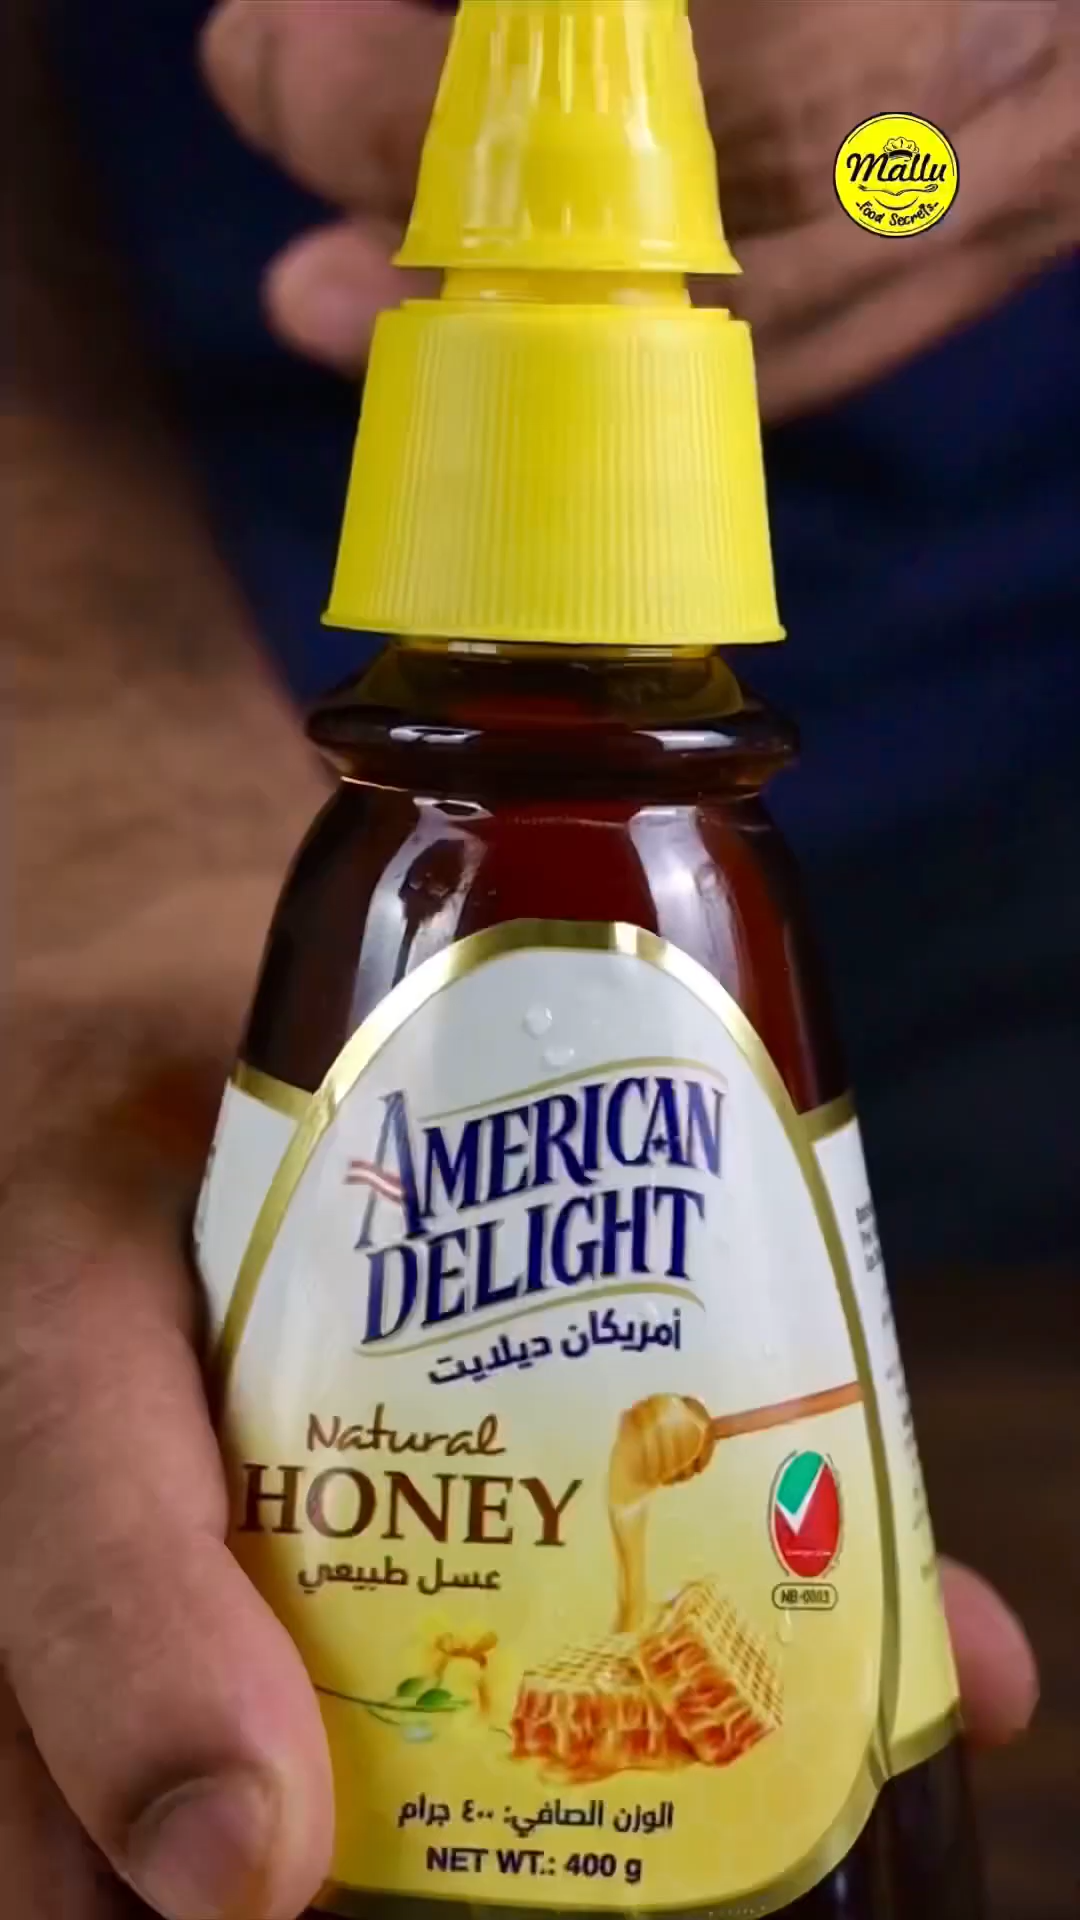 Mallu
Food Secrets
AMERICAN
DELIGHT
أمريكان ديلايت
Natural
HONEY
عسل طبيعي
NB-0003
الوزن الصافي: ٤٠٠ جرام
NET WT.: 400 g